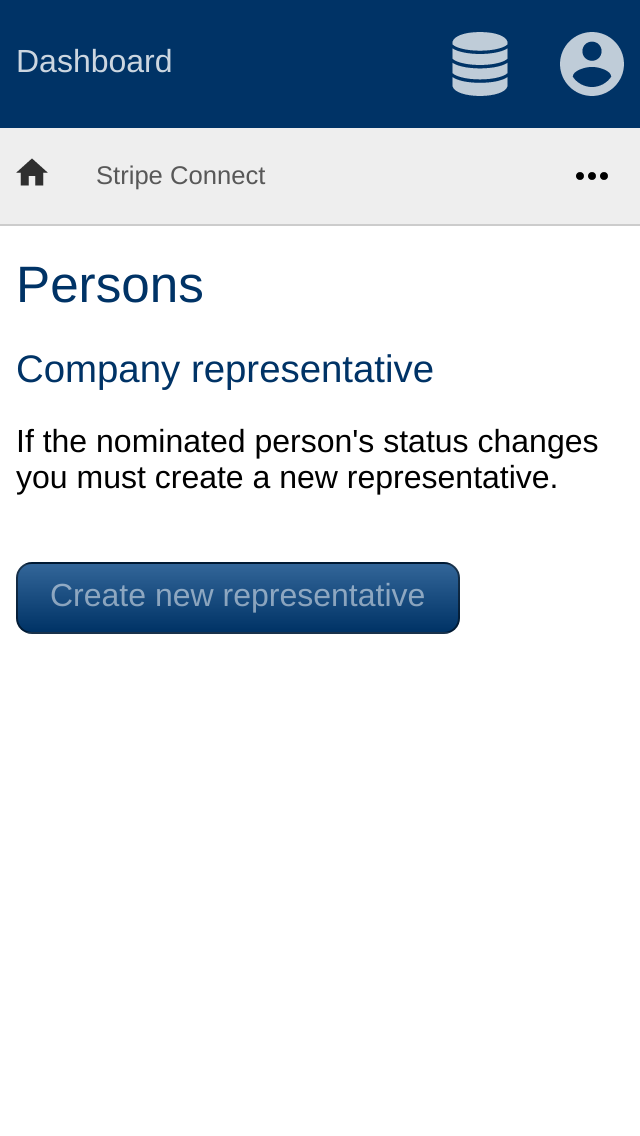 Dashboard
Stripe Connect
Persons
Company representative
If the nominated person's status changes
you must create a new representative.
Create new representative